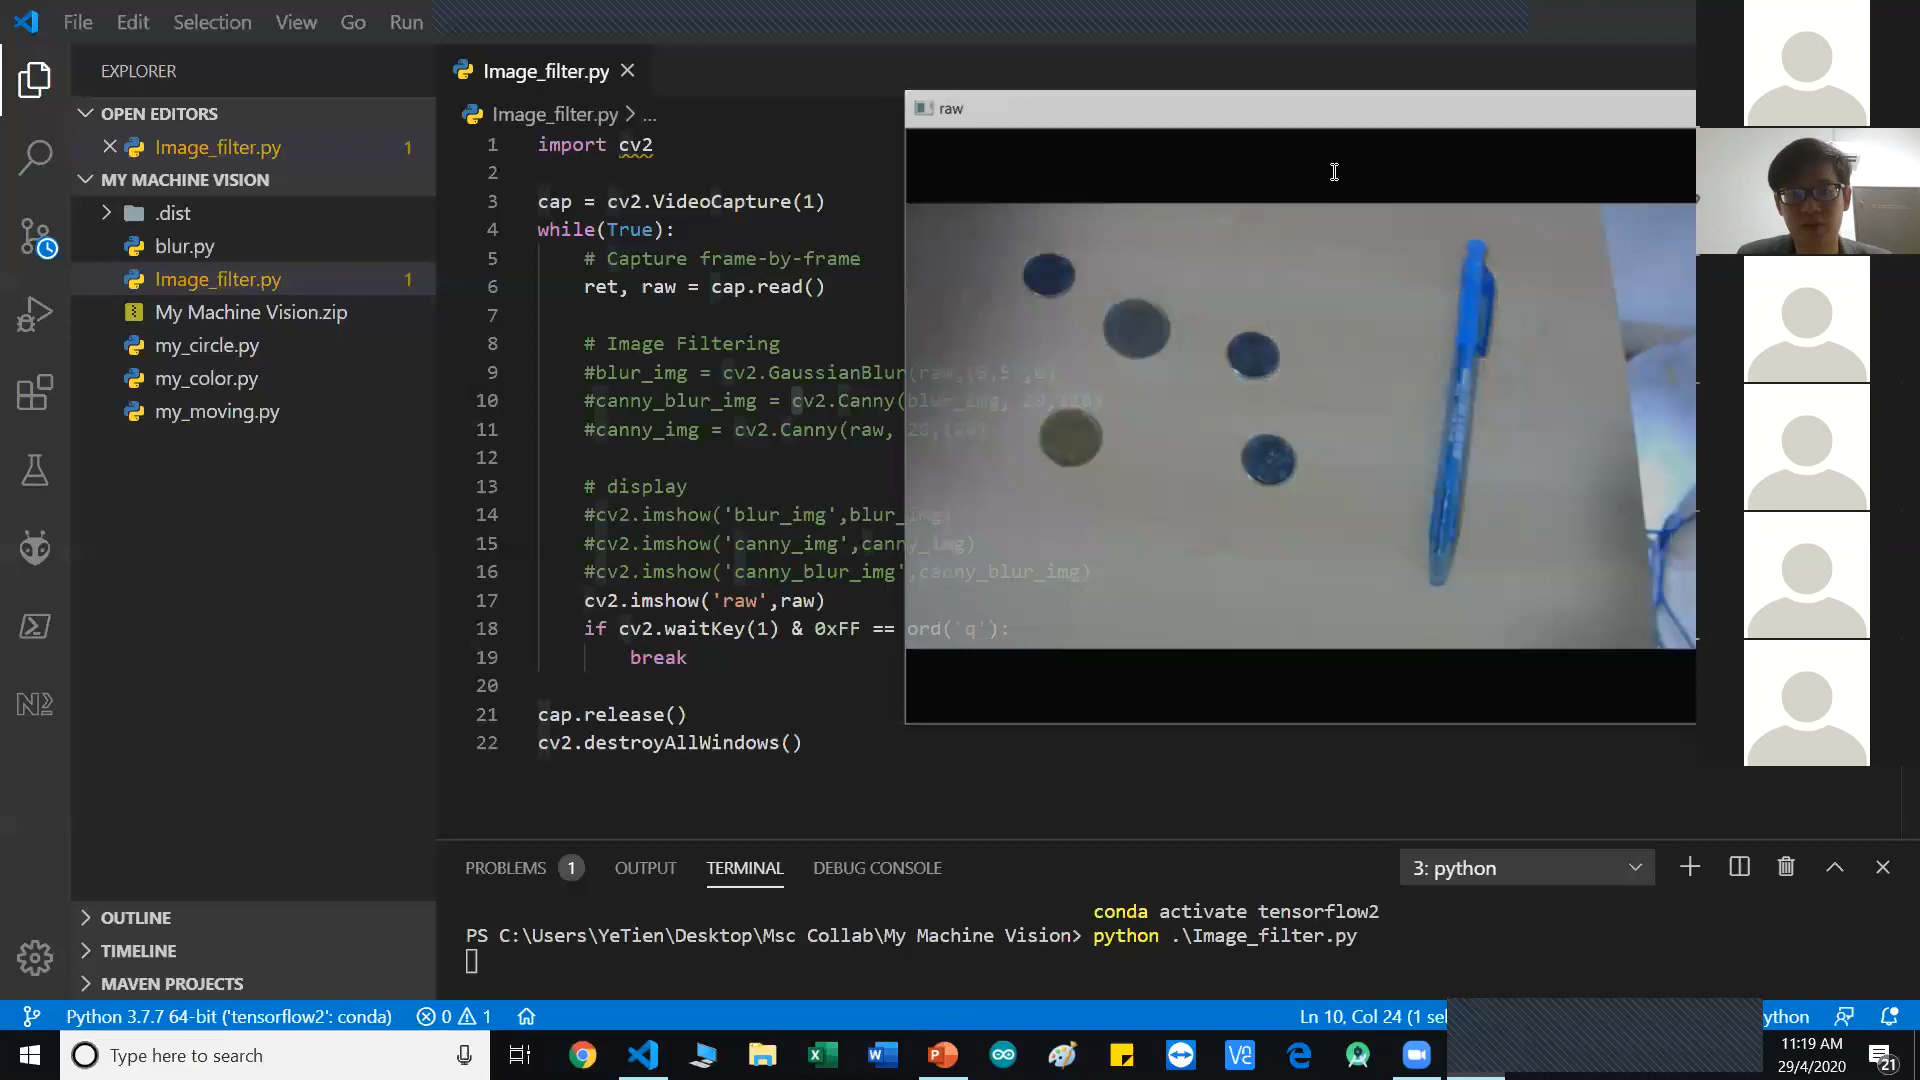 File Edit Selection View Go Run
EXPLORER
OPEN EDITORS
Image_filter.py 1
MY MACHINE VISION
.dist
blur.py
Image_filter.py 1
My Machine Vision.zip
my_circle.py
my_color.py
my_moving.py
OUTLINE
TIMELINE
MAVEN PROJECTS
Image_filter.py
Image_filter.py > ...
1 import cv2
2
3 cap = cv2.VideoCapture(1)
4 while(True):
5 # Capture frame-by-frame
6 ret, raw = cap.read()
7
8 # Image Filtering
9 #blur_img = cv2.GaussianBlur(raw,(5,5
10 #canny_blur_img = cv2.Canny(blur_img,
11 #canny_img = cv2.Canny(raw,
12
13 # display
14 #cv2.imshow('blur_img',blur_img)
15 #cv2.imshow('canny_img',canny_img)
16 #cv2.imshow('canny_blur_img',canny_blur_img)
17 cv2.imshow('raw',raw)
18 if cv2.waitKey(1) & 0xFF == ord('q'):
19 break
20
21 cap.release()
22 cv2.destroyAllWindows()
raw
PROBLEMS 1 OUTPUT TERMINAL DEBUG CONSOLE
3: python
conda activate tensorflow2
PS C:\Users\YeTien\Desktop\Msc Collab\My Machine Vision> python .\Image_filter.py
Python 3.7.7 64-bit ('tensorflow2': conda) 0 1
Ln 10, Col 24 (1 sel
ython
Type here to search
11:19 AM
29/4/2020
21